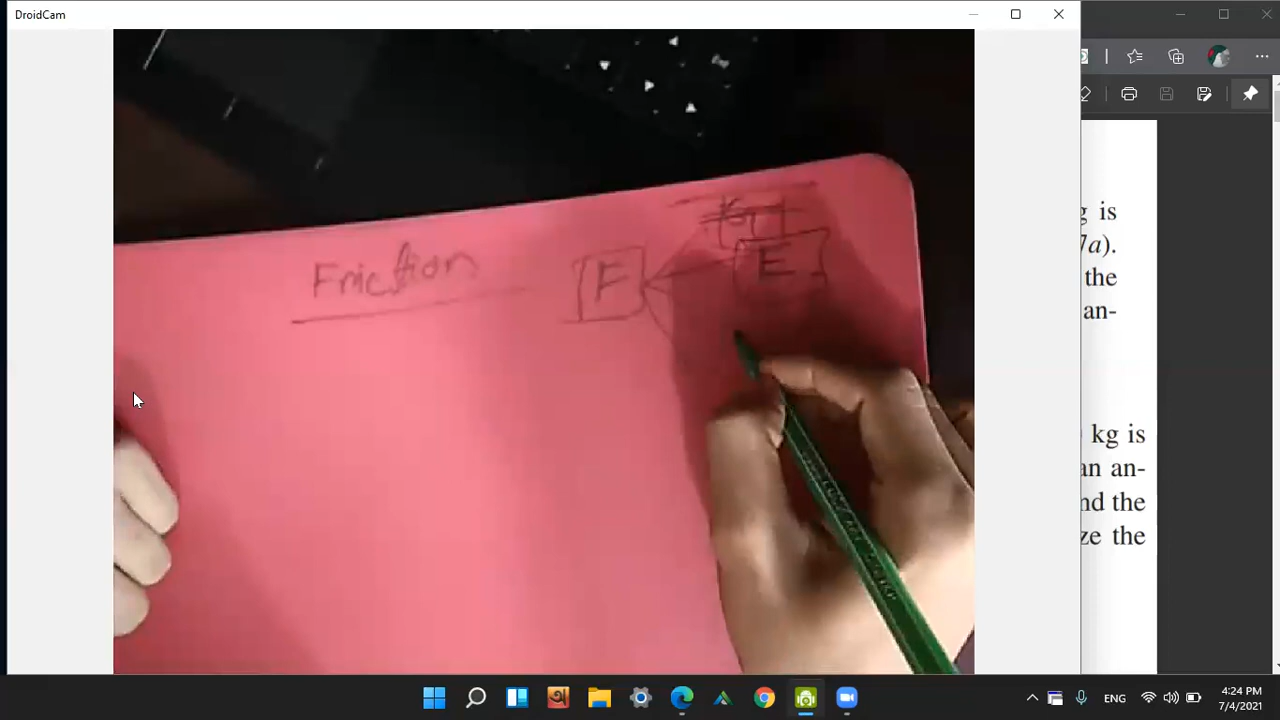 DroidCam
g is
7a).
the
an-
Friction
F
E
kg is
an an-
nd the
ze the
ENG
4:24 PM
7/4/2021